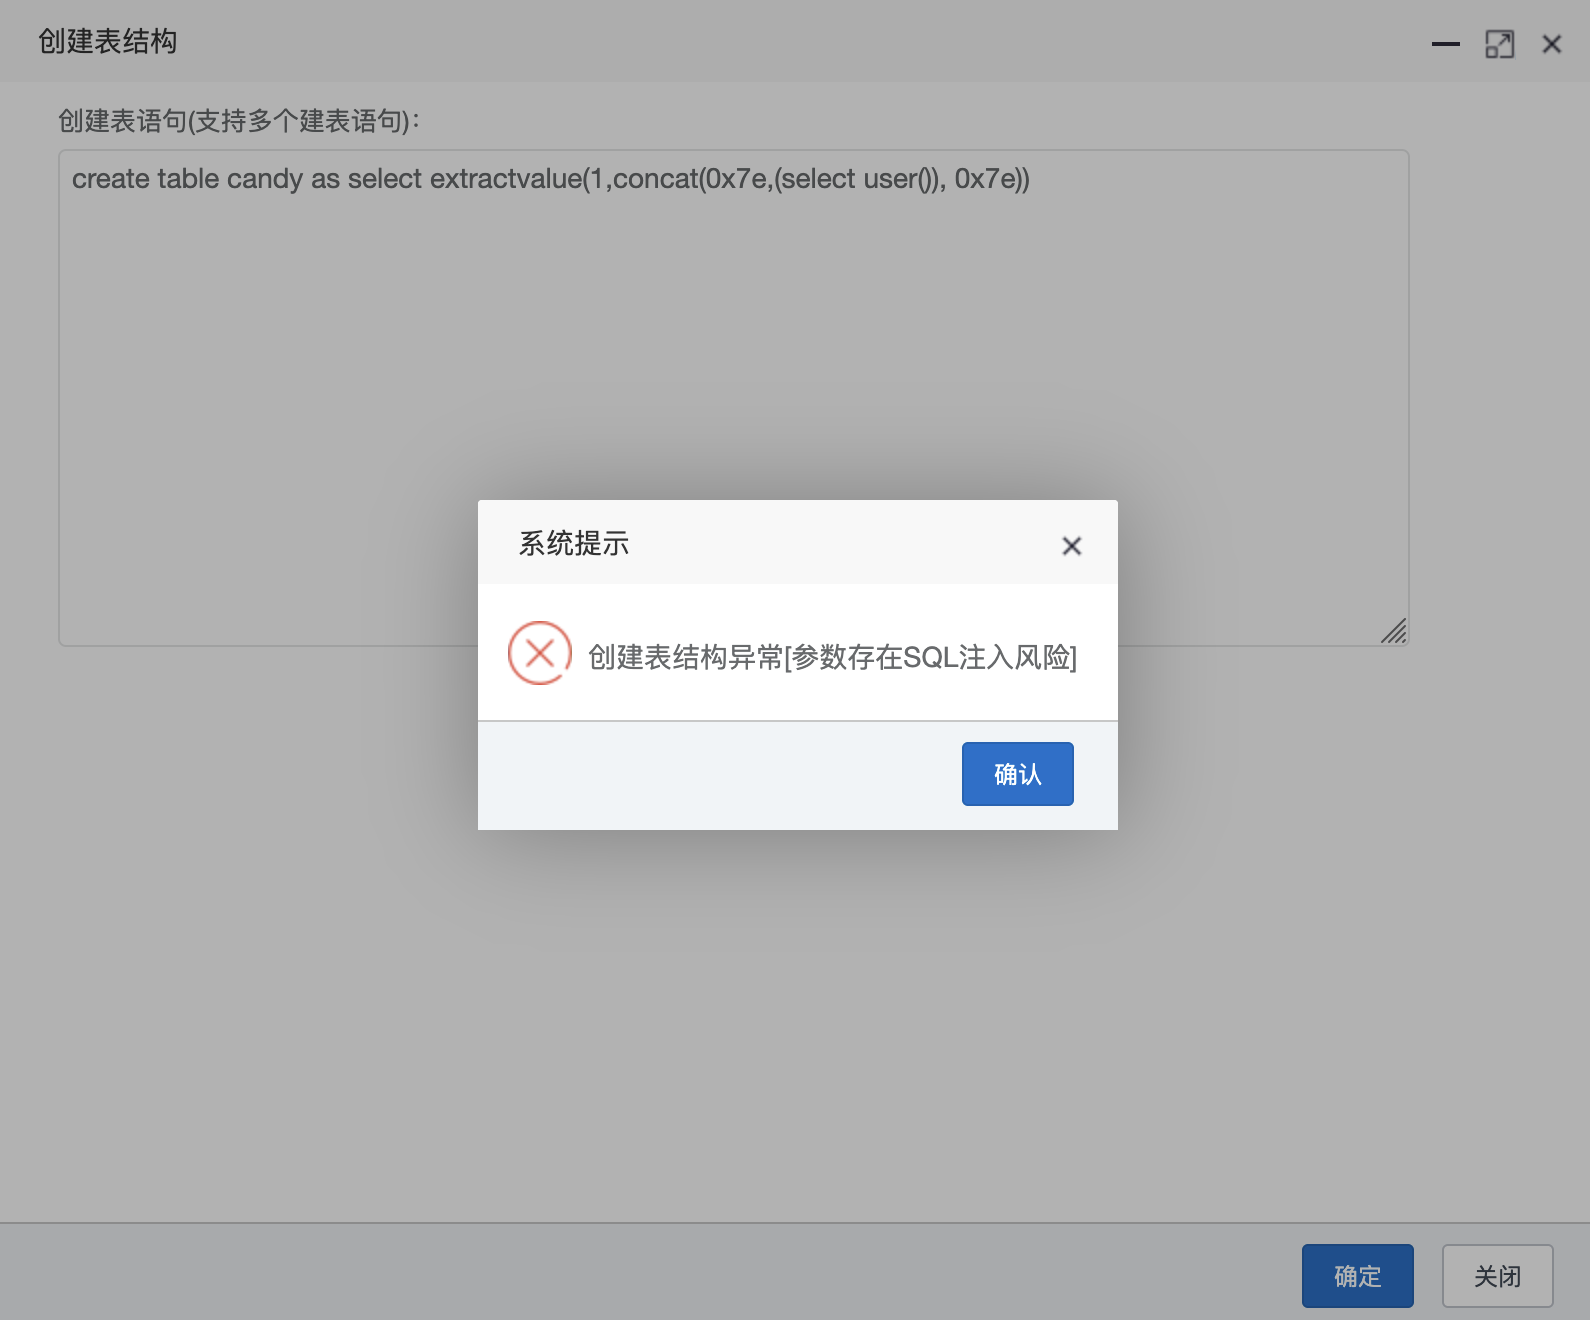 创建表结构
创建表语句(支持多个建表语句):
create table candy as select extractvalue(1,concat(0x7e,(select user()), 0x7e))
系统提示
创建表结构异常[参数存在SQL注入风险]
确认
确定
关闭